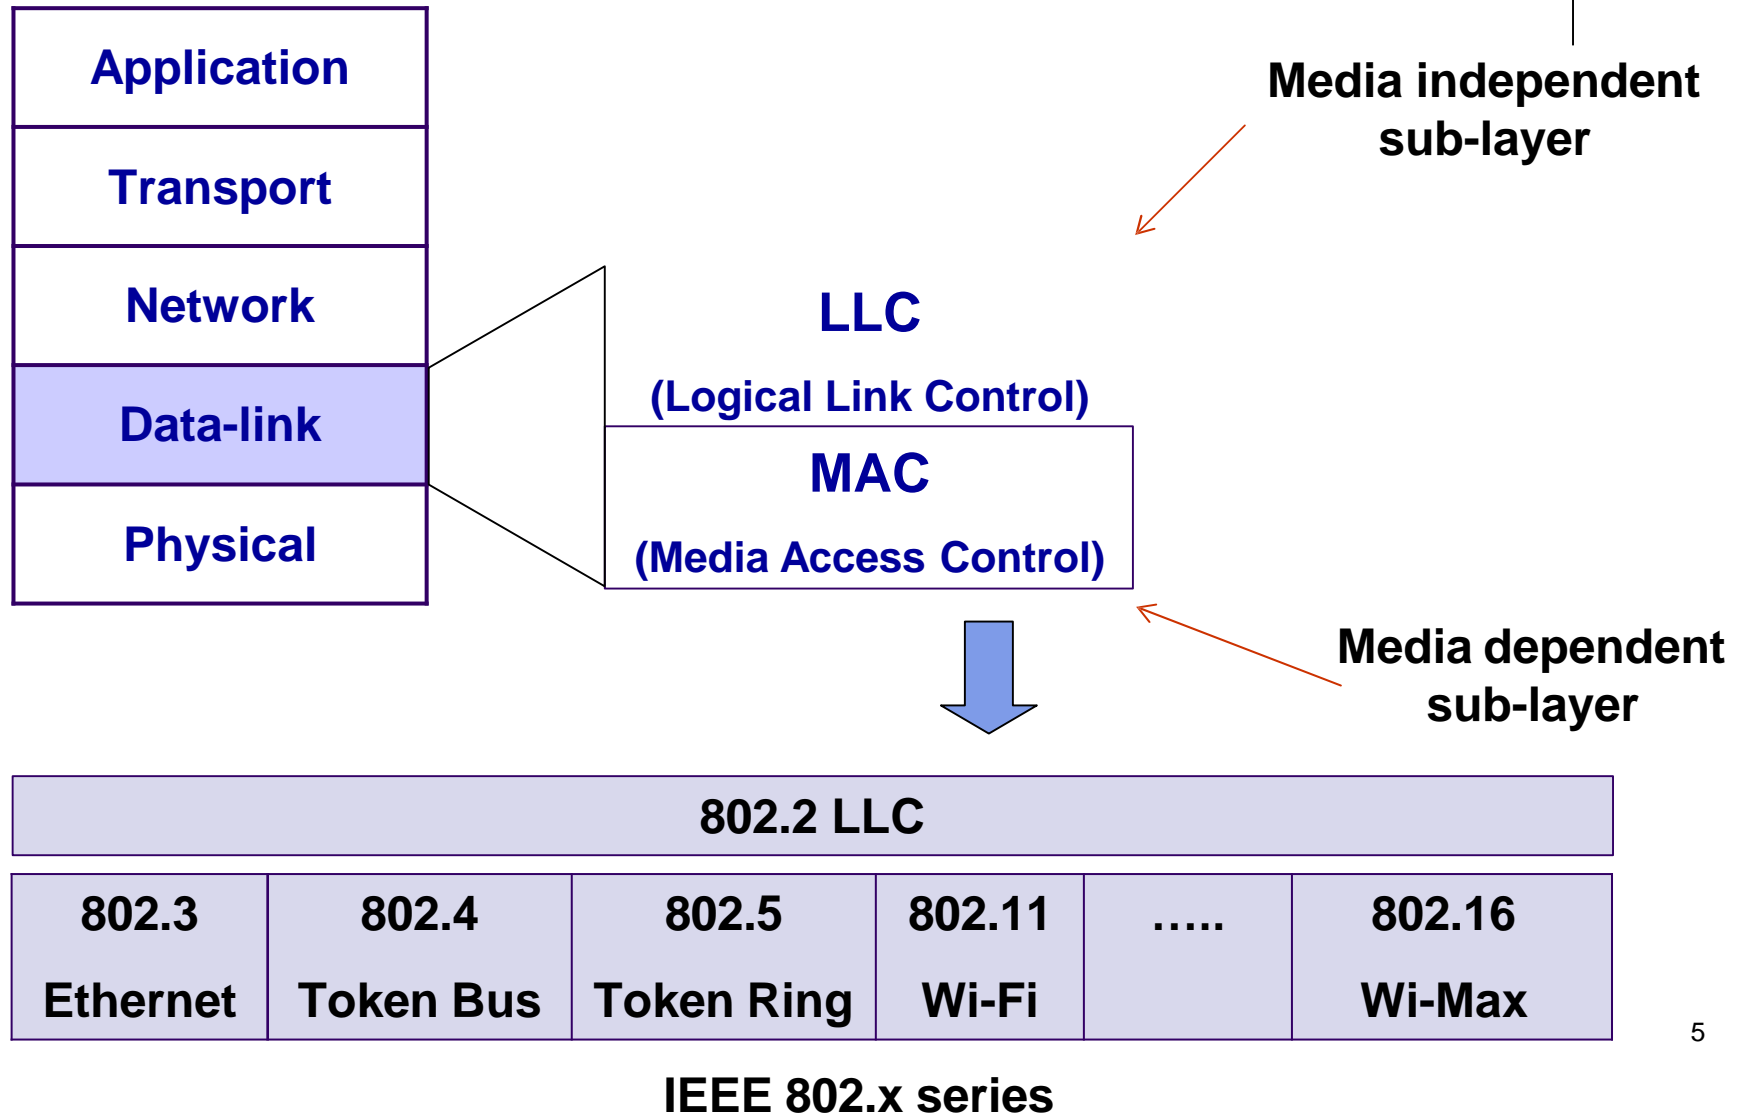 Application
Transport
Network
Data-link
Physical
Media independent
sub-layer
LLC
(Logical Link Control)
MAC
(Media Access Control)
Media dependent
sub-layer
802.2 LLC
802.3
Ethernet
802.4
Token Bus
802.5
Token Ring
802.11
Wi-Fi
…..
802.16
Wi-Max
5
IEEE 802.x series